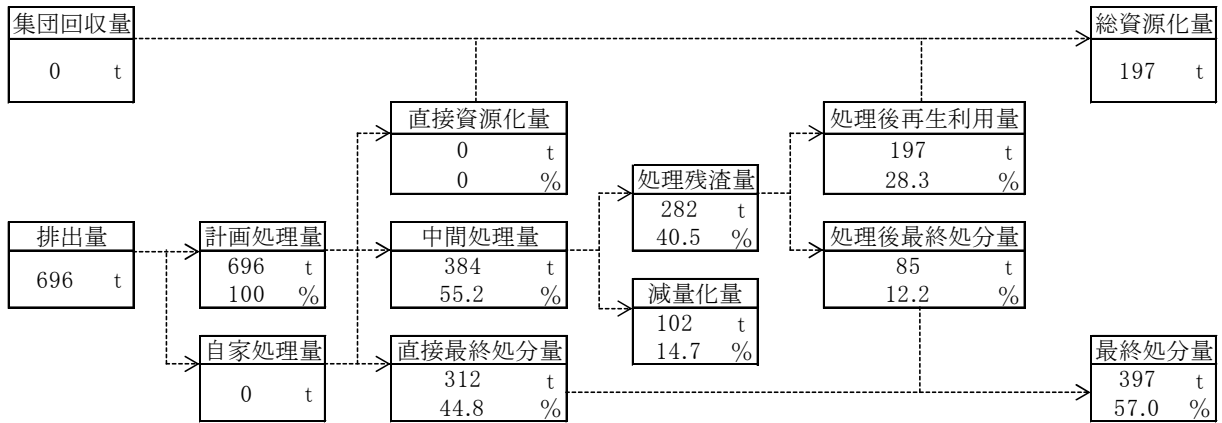 集団回収量
0 t
総資源化量
197 t
直接資源化量
0 t
0 %
処理後再生利用量
197 t
28.3 %
処理残渣量
282 t
40.5 %
排出量
696 t
計画処理量
696 t
100 %
中間処理量
384 t
55.2 %
処理後最終処分量
85 t
12.2 %
減量化量
102 t
14.7 %
自家処理量
0 t
直接最終処分量
312 t
44.8 %
最終処分量
397 t
57.0 %